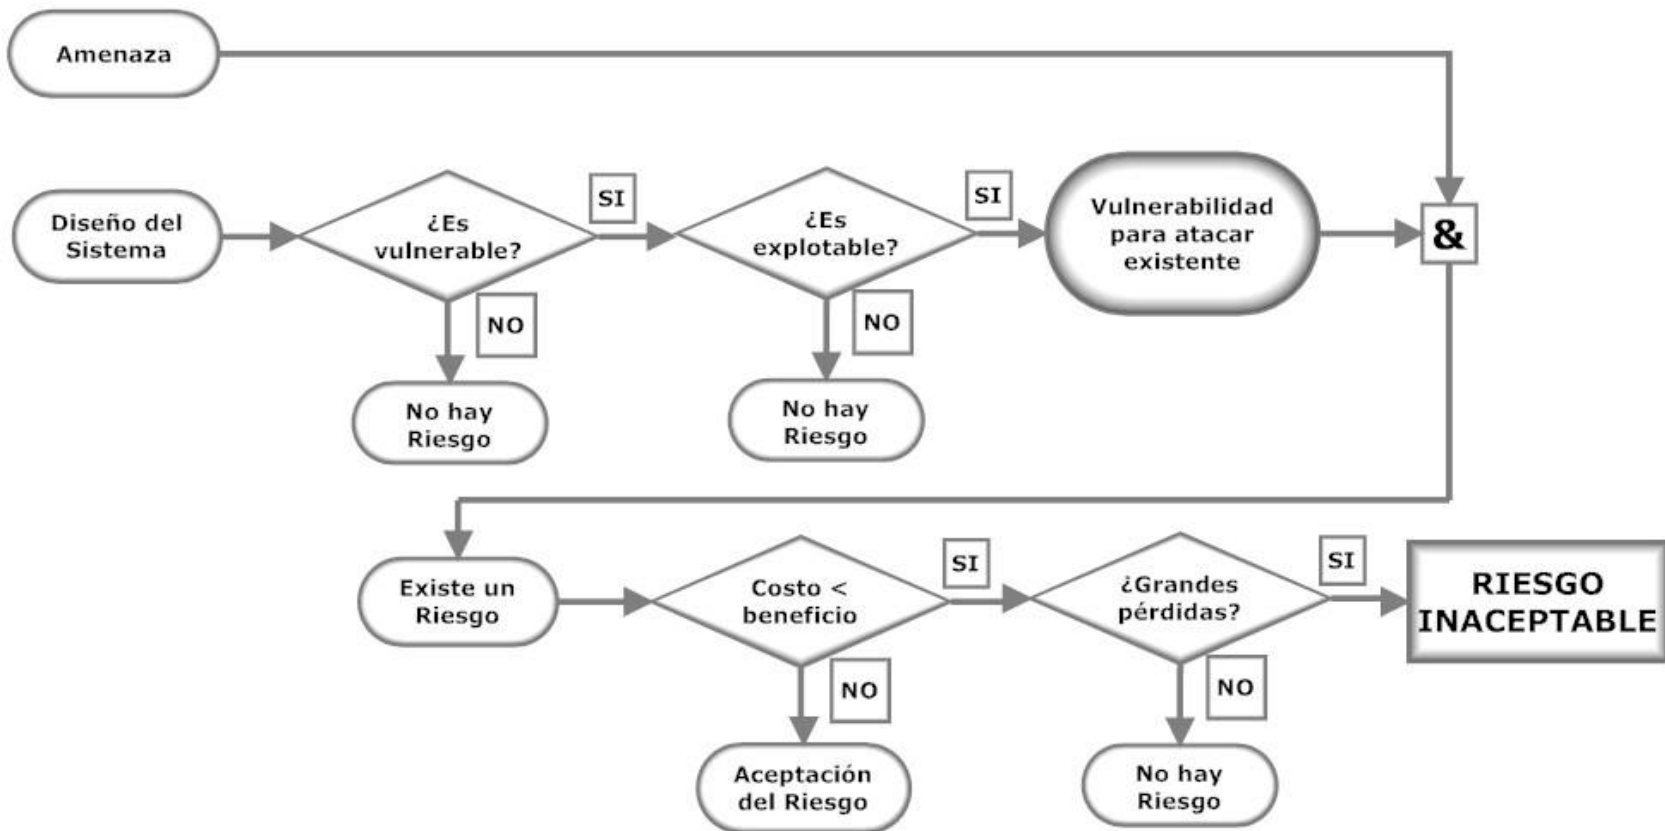 Amenaza
Diseño del
Sistema
¿Es
vulnerable?
SI
¿Es
explotable?
SI
Vulnerabilidad
para atacar
existente
&
NO
No hay
Riesgo
NO
No hay
Riesgo
Existe un
Riesgo
Costo <
beneficio
SI
¿Grandes
pérdidas?
SI
RIESGO
INACEPTABLE
NO
Aceptación
del Riesgo
NO
No hay
Riesgo